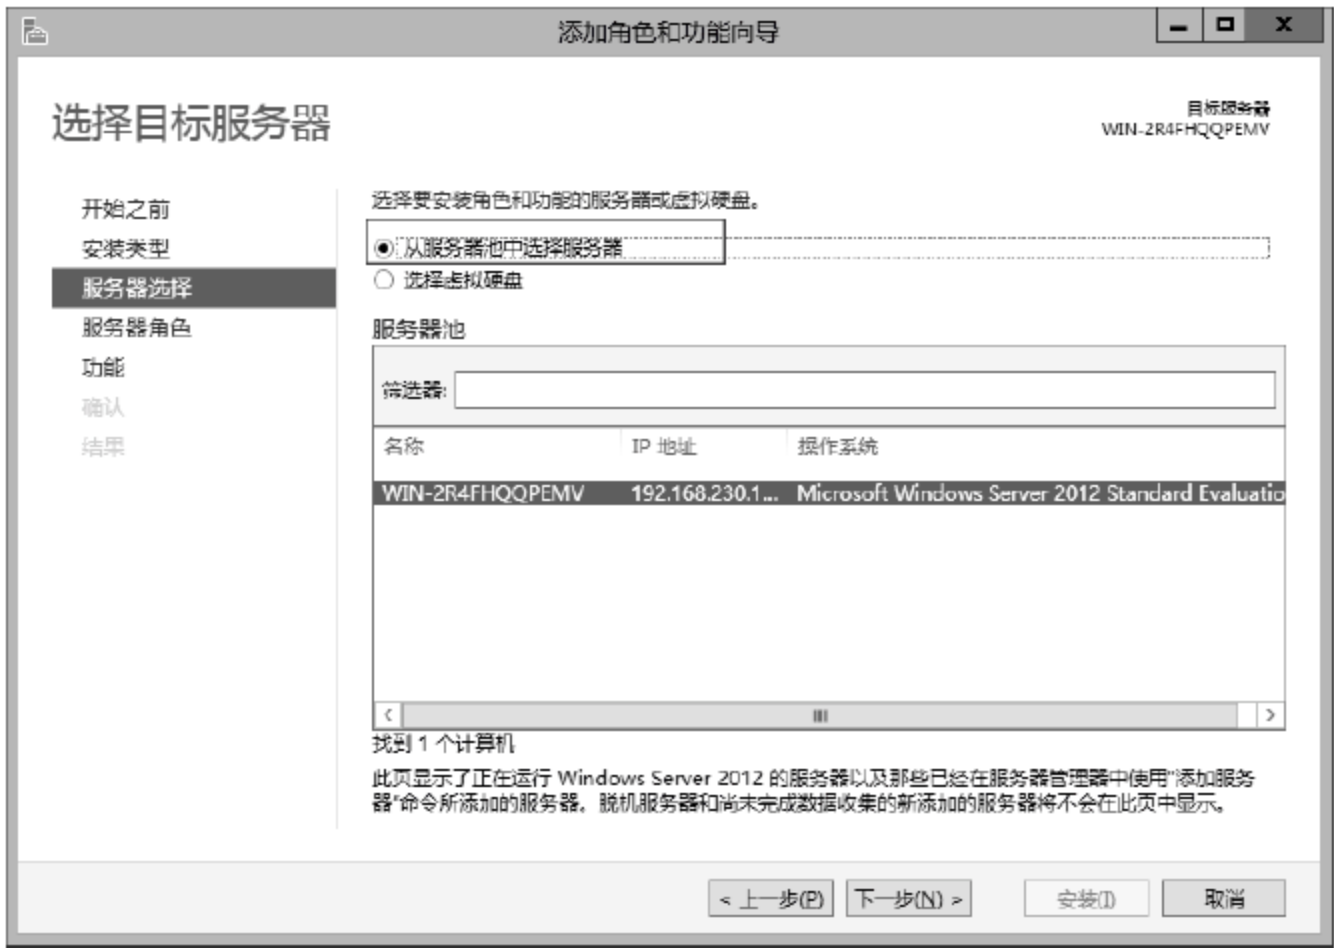 添加角色和功能向导
选择目标服务器
目标服务器
WIN-2R4FHQQPEMV
开始之前
安装类型
服务器选择
服务器角色
功能
确认
结果
选择要安装角色和功能的服务器或虚拟硬盘。
从服务器池中选择服务器
选择虚拟硬盘
服务器池
筛选器:
名称 IP 地址 操作系统
WIN-2R4FHQQPEMV 192.168.230.1... Microsoft Windows Server 2012 Standard Evaluatio
找到 1 个计算机
此页显示了正在运行 Windows Server 2012 的服务器以及那些已经在服务器管理器中使用"添加服务
器"命令所添加的服务器。脱机服务器和尚未完成数据收集的新添加的服务器将不会在此页中显示。
< 上一步(P) 下一步(N) > 安装(I) 取消